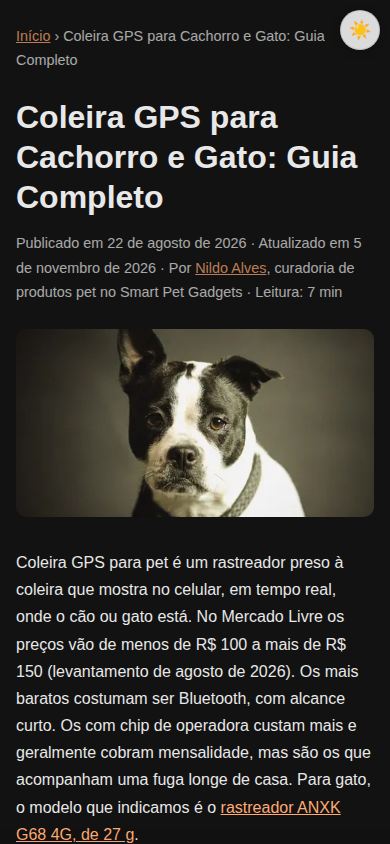 Início › Coleira GPS para Cachorro e Gato: Guia
Completo
Coleira GPS para
Cachorro e Gato: Guia
Completo
Publicado em 22 de agosto de 2026 · Atualizado em 5
de novembro de 2026 · Por Nildo Alves, curadoria de
produtos pet no Smart Pet Gadgets · Leitura: 7 min
Coleira GPS para pet é um rastreador preso à
coleira que mostra no celular, em tempo real,
onde o cão ou gato está. No Mercado Livre os
preços vão de menos de R$ 100 a mais de R$
150 (levantamento de agosto de 2026). Os mais
baratos costumam ser Bluetooth, com alcance
curto. Os com chip de operadora custam mais e
geralmente cobram mensalidade, mas são os que
acompanham uma fuga longe de casa. Para gato,
o modelo que indicamos é o rastreador ANXK
G68 4G, de 27 g.